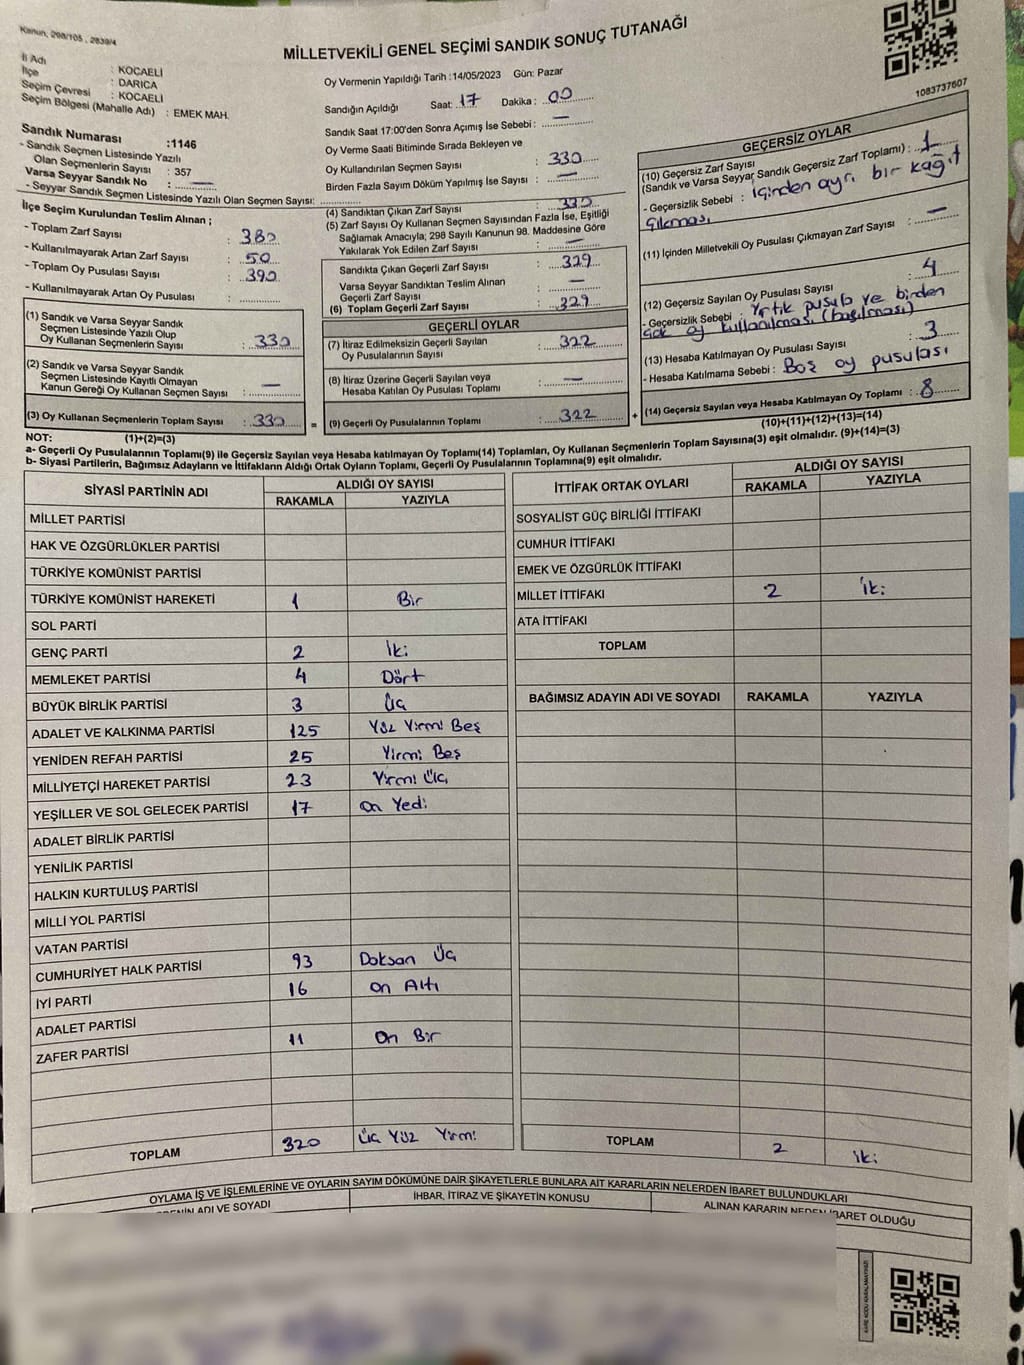 Kanun, 298/105 , 2839/4
MİLLETVEKİLİ GENEL SEÇİMİ SANDIK SONUÇ TUTANAĞI
İl Adı : KOCAELİ
İlçe : DARICA
Seçim Çevresi : KOCAELİ
Seçim Bölgesi (Mahalle Adı) : EMEK MAH.
Sandık Numarası :1146
- Sandık Seçmen Listesinde Yazılı
Olan Seçmenlerin Sayısı : 357
Varsa Seyyar Sandık No : —
- Seyyar Sandık Seçmen Listesinde Yazılı Olan Seçmen Sayısı: ..............
İlçe Seçim Kurulundan Teslim Alınan ;
- Toplam Zarf Sayısı : 380
- Kullanılmayarak Artan Zarf Sayısı : 50
- Toplam Oy Pusulası Sayısı : 390
- Kullanılmayarak Artan Oy Pusulası : ..............
(1) Sandık ve Varsa Seyyar Sandık
Seçmen Listesinde Yazılı Olup
Oy Kullanan Seçmenlerin Sayısı : 330
(2) Sandık ve Varsa Seyyar Sandık
Seçmen Listesinde Kayıtlı Olmayan
Kanun Gereği Oy Kullanan Seçmen Sayısı : —
(3) Oy Kullanan Seçmenlerin Toplam Sayısı : 330 =
Oy Vermenin Yapıldığı Tarih :14/05/2023 Gün: Pazar
Sandığın Açıldığı Saat: 17 Dakika : 00
Sandık Saat 17:00'den Sonra Açımış İse Sebebi : —
Oy Verme Saati Bitiminde Sırada Bekleyen ve
Oy Kullandırılan Seçmen Sayısı : 330
Birden Fazla Sayım Döküm Yapılmış İse Sayısı : —
(4) Sandıktan Çıkan Zarf Sayısı : 330
(5) Zarf Sayısı Oy Kullanan Seçmen Sayısından Fazla İse, Eşitliği
Sağlamak Amacıyla; 298 Sayılı Kanunun 98. Maddesine Göre
Yakılarak Yok Edilen Zarf Sayısı : —
Sandıkta Çıkan Geçerli Zarf Sayısı : 329
Varsa Seyyar Sandıktan Teslim Alınan
Geçerli Zarf Sayısı : —
(6) Toplam Geçerli Zarf Sayısı : 329
GEÇERLİ OYLAR
(7) İtiraz Edilmeksizin Geçerli Sayılan
Oy Pusulalarının Sayısı : 322
(8) İtiraz Üzerine Geçerli Sayılan veya
Hesaba Katılan Oy Pusulası Toplamı : —
(9) Geçerli Oy Pusulalarının Toplamı : 322 +
1083737607
GEÇERSİZ OYLAR
(10) Geçersiz Zarf Sayısı
(Sandık ve Varsa Seyyar Sandık Geçersiz Zarf Toplamı) : 1
- Geçersizlik Sebebi : içinden ayrı bir kağıt
çıkması
(11) İçinden Milletvekili Oy Pusulası Çıkmayan Zarf Sayısı : —
(12) Geçersiz Sayılan Oy Pusulası Sayısı : 4
- Geçersizlik Sebebi : Yırtık pusula ve birden
çok oy kullanılması (basılması)
(13) Hesaba Katılmayan Oy Pusulası Sayısı : 3
- Hesaba Katılmama Sebebi : Boş oy pusulası
(14) Geçersiz Sayılan veya Hesaba Katılmayan Oy Toplamı : 8
(10)+(11)+(12)+(13)=(14)
NOT: (1)+(2)=(3)
a- Geçerli Oy Pusulalarının Toplamı(9) ile Geçersiz Sayılan veya Hesaba Katılmayan Oy Toplamı(14) Toplamları, Oy Kullanan Seçmenlerin Toplam Sayısına(3) eşit olmalıdır. (9)+(14)=(3)
b- Siyasi Partilerin, Bağımsız Adayların ve İttifakların Aldığı Ortak Oyların Toplamı, Geçerli Oy Pusulalarının Toplamına(9) eşit olmalıdır.
SİYASİ PARTİNİN ADI ALDIĞI OY SAYISI
RAKAMLA YAZIYLA
MİLLET PARTİSİ
HAK VE ÖZGÜRLÜKLER PARTİSİ
TÜRKİYE KOMÜNİST PARTİSİ
TÜRKİYE KOMÜNİST HAREKETİ 1 Bir
SOL PARTİ
GENÇ PARTİ 2 İki
MEMLEKET PARTİSİ 4 Dört
BÜYÜK BİRLİK PARTİSİ 3 Üç
ADALET VE KALKINMA PARTİSİ 125 Yüz Yirmi Beş
YENİDEN REFAH PARTİSİ 25 Yirmi Beş
MİLLİYETÇİ HAREKET PARTİSİ 23 Yirmi Üç
YEŞİLLER VE SOL GELECEK PARTİSİ 17 On Yedi
ADALET BİRLİK PARTİSİ
YENİLİK PARTİSİ
HALKIN KURTULUŞ PARTİSİ
MİLLİ YOL PARTİSİ
VATAN PARTİSİ
CUMHURİYET HALK PARTİSİ 93 Doksan Üç
İYİ PARTİ 16 On Altı
ADALET PARTİSİ
ZAFER PARTİSİ 11 On Bir
TOPLAM 320 Üç Yüz Yirmi
İTTİFAK ORTAK OYLARI ALDIĞI OY SAYISI
RAKAMLA YAZIYLA
SOSYALİST GÜÇ BİRLİĞİ İTTİFAKI
CUMHUR İTTİFAKI
EMEK VE ÖZGÜRLÜK İTTİFAKI
MİLLET İTTİFAKI 2 İki
ATA İTTİFAKI
TOPLAM
BAĞIMSIZ ADAYIN ADI VE SOYADI RAKAMLA YAZIYLA
TOPLAM 2 İki
OYLAMA İŞ VE İŞLEMLERİNE VE OYLARIN SAYIM DÖKÜMÜNE DAİR ŞİKAYETLERLE BUNLARA AİT KARARLARIN NELERDEN İBARET BULUNDUKLARI
ADI VE SOYADI İHBAR, İTİRAZ VE ŞİKAYETİN KONUSU ALINAN KARARIN NEDEN İBARET OLDUĞU